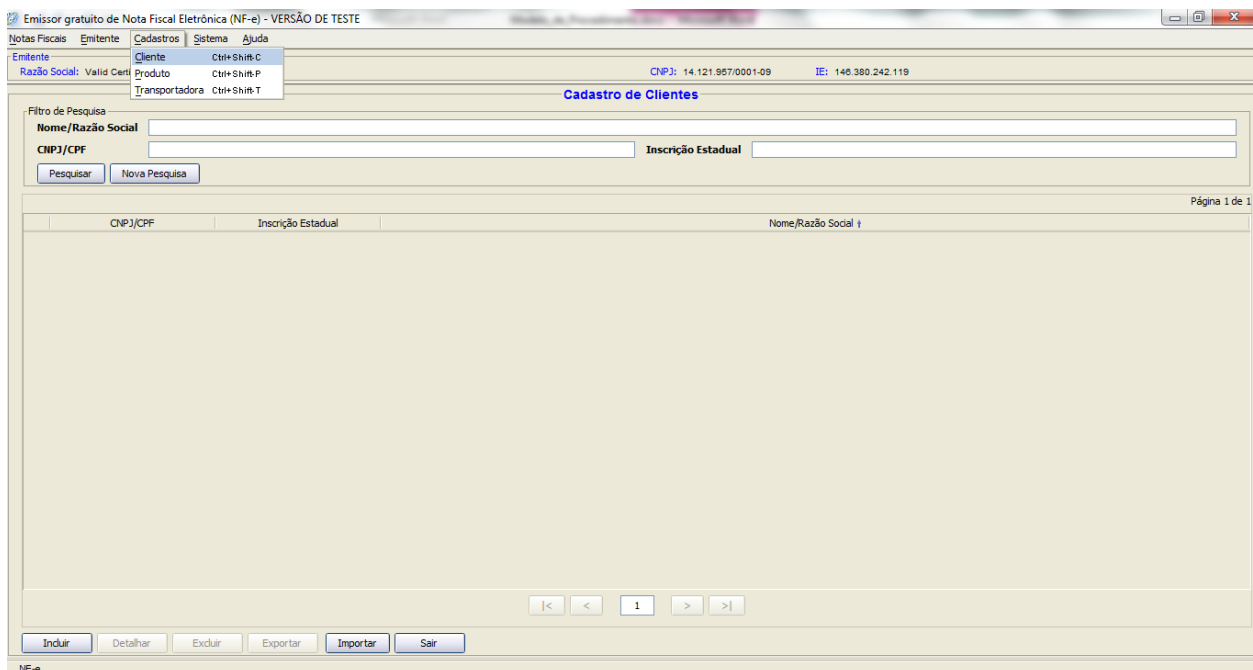 Emissor gratuito de Nota Fiscal Eletrônica (NF-e) - VERSÃO DE TESTE
Notas Fiscais Emitente Cadastros Sistema Ajuda
Cliente Ctrl+Shift-C
Produto Ctrl+Shift-P
Transportadora Ctrl+Shift-T
Emitente
Razão Social: Valid Certi CNPJ: 14.121.957/0001-09 IE: 146.380.242.119
Cadastro de Clientes
Filtro de Pesquisa
Nome/Razão Social
CNPJ/CPF Inscrição Estadual
Pesquisar Nova Pesquisa
Página 1 de 1
CNPJ/CPF Inscrição Estadual Nome/Razão Social
|< < 1 > >|
Incluir Detalhar Excluir Exportar Importar Sair
NF-e